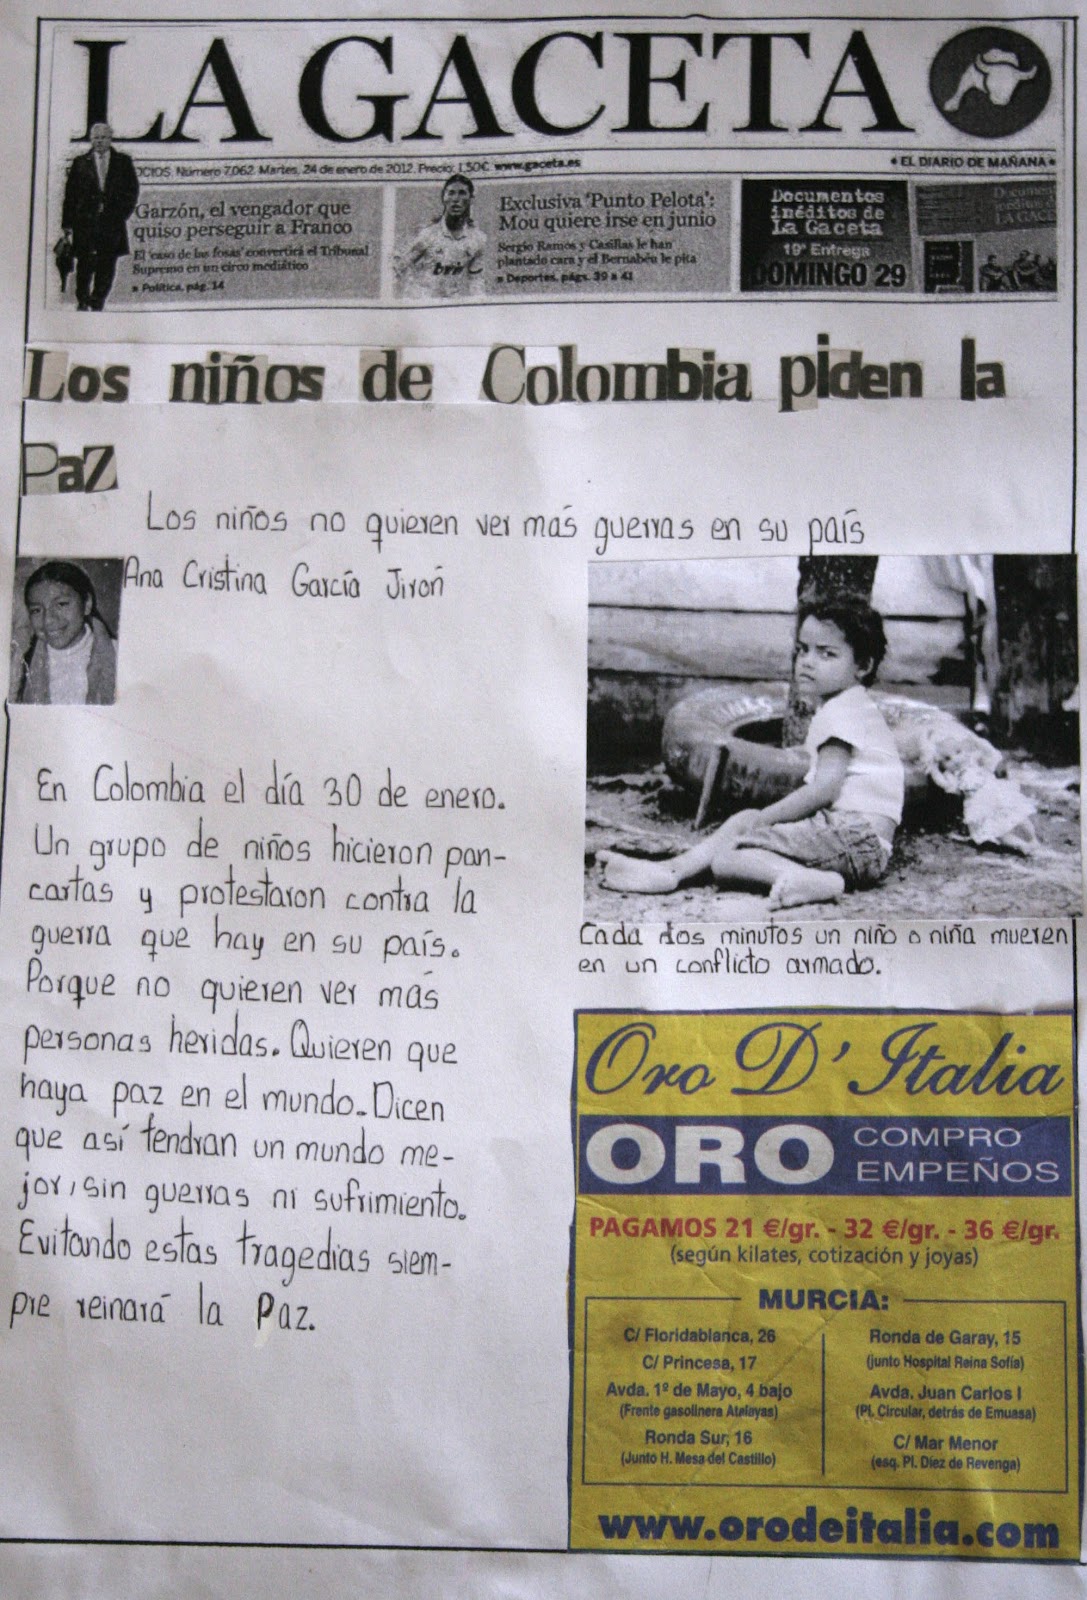 LA GACETA
OCIOS. Número 7.062. Martes, 24 de enero de 2012. Precio: 1,50€. www.gaceta.es
• EL DIARIO DE MAÑANA •
Garzón, el vengador que
quiso perseguir a Franco
El 'caso de las fosas' convertirá el Tribunal
Supremo en un circo mediático
Política, pág. 14
Exclusiva 'Punto Pelota':
Mou quiere irse en junio
Sergio Ramos y Casillas le han
plantado cara y el Bernabéu le pita
Deportes, págs. 39 a 41
Documentos
inéditos de
La Gaceta
19ª Entrega
DOMINGO 29
Los niños de Colombia piden la
Paz
Los niños no quieren ver más guerras en su país
Ana Cristina García Jiroń
En Colombia el día 30 de enero.
Un grupo de niños hicieron pan-
cartas y protestaron contra la
guerra que hay en su país.
Porque no quieren ver más
personas heridas. Quieren que
haya paz en el mundo. Dicen
que así tendran un mundo me-
jor, sin guerras ni sufrimiento.
Evitando estas tragedias siem-
pre reinará la Paz.
Cada dos minutos un niño o niña mueren
en un conflicto armado.
Oro D' Italia
ORO COMPRO
EMPEÑOS
PAGAMOS 21 €/gr. - 32 €/gr. - 36 €/gr.
(según kilates, cotización y joyas)
MURCIA:
C/ Floridablanca, 26
C/ Princesa, 17
Avda. 1º de Mayo, 4 bajo
(Frente gasolinera Atalayas)
Ronda Sur, 16
(Junto H. Mesa del Castillo)
Ronda de Garay, 15
(junto Hospital Reina Sofía)
Avda. Juan Carlos I
(Pl. Circular, detrás de Emuasa)
C/ Mar Menor
(esq. Pl. Díez de Revenga)
www.orodeitalia.com